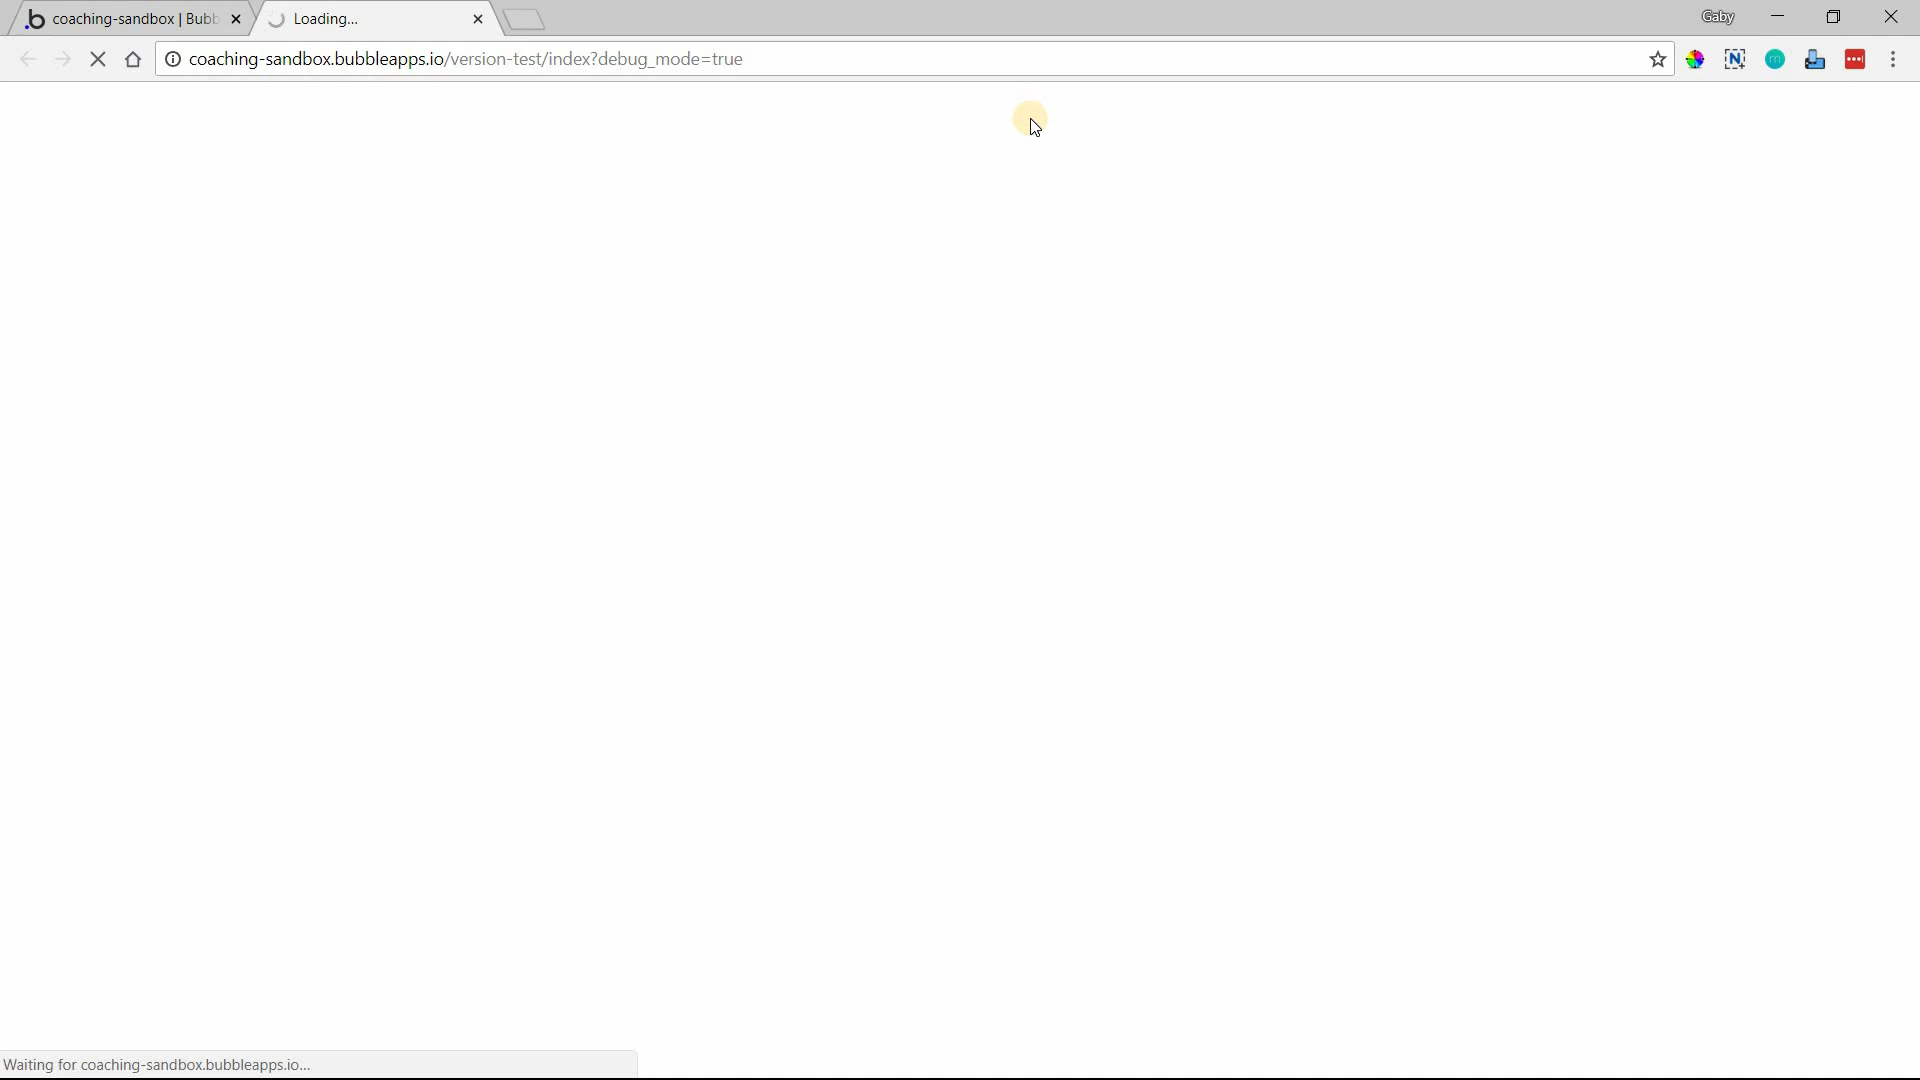 coaching-sandbox | Bubb
Loading...
Gaby
coaching-sandbox.bubbleapps.io/version-test/index?debug_mode=true
Waiting for coaching-sandbox.bubbleapps.io...